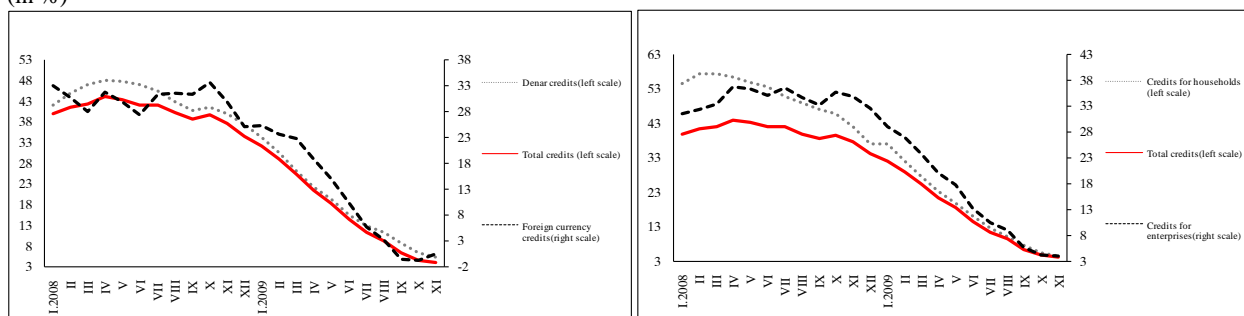 (in %)
53
48
43
38
33
28
23
18
13
8
3
38
33
28
23
18
13
8
3
-2
Denar credits(left scale)
Total credits (left scale)
Foreign currency
credits(right scale)
I.2008
II
III
IV
V
VI
VII
VIII
IX
X
XI
XII
I.2009
II
III
IV
V
VI
VII
VIII
IX
X
XI
63
53
43
33
23
13
3
43
38
33
28
23
18
13
8
3
Credits for households
(left scale)
Total credits(left scale)
Credits for
enterprises(right scale)
I.2008
II
III
IV
V
VI
VII
VIII
IX
X
XI
XII
I.2009
II
III
IV
V
VI
VII
VIII
IX
X
XI